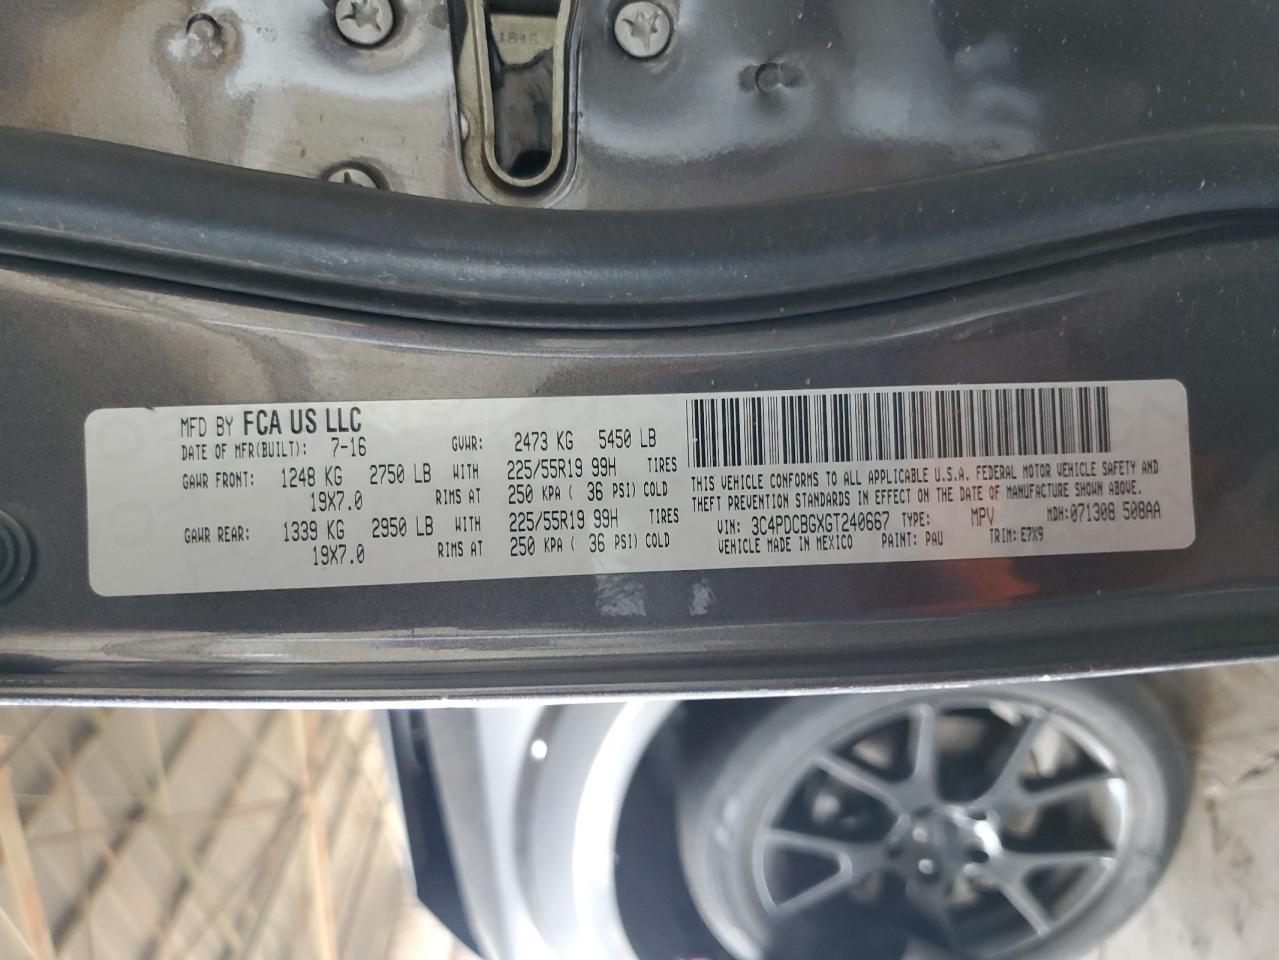 1846
MFD BY FCA US LLC
DATE OF MFR(BUILT): 7-16 GVWR: 2473 KG 5450 LB
GAWR FRONT: 1248 KG 2750 LB WITH 225/55R19 99H TIRES
19X7.0 RIMS AT 250 KPA ( 36 PSI) COLD
GAWR REAR: 1339 KG 2950 LB WITH 225/55R19 99H TIRES
19X7.0 RIMS AT 250 KPA ( 36 PSI) COLD
THIS VEHICLE CONFORMS TO ALL APPLICABLE U.S.A. FEDERAL MOTOR VEHICLE SAFETY AND
THEFT PREVENTION STANDARDS IN EFFECT ON THE DATE OF MANUFACTURE SHOWN ABOVE.
VIN: 3C4PDCBGXGT240667 TYPE: MPV MDH:071308 508AA
VEHICLE MADE IN MEXICO PAINT: PAU TRIM: E7X9